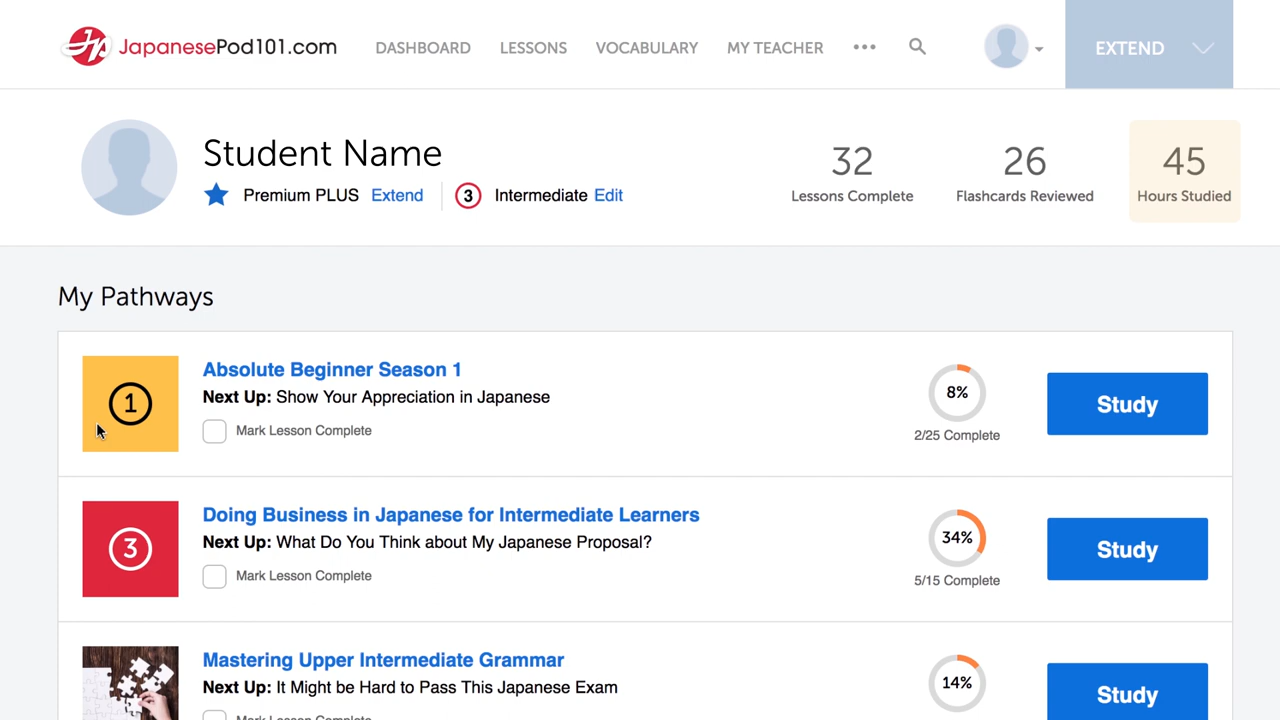 JapanesePod101.com DASHBOARD LESSONS VOCABULARY MY TEACHER ••• EXTEND
Student Name
Premium PLUS Extend 3 Intermediate Edit
32 Lessons Complete
26 Flashcards Reviewed
45 Hours Studied
My Pathways
1
Absolute Beginner Season 1
Next Up: Show Your Appreciation in Japanese
Mark Lesson Complete
8%
2/25 Complete
Study
3
Doing Business in Japanese for Intermediate Learners
Next Up: What Do You Think about My Japanese Proposal?
Mark Lesson Complete
34%
5/15 Complete
Study
Mastering Upper Intermediate Grammar
Next Up: It Might be Hard to Pass This Japanese Exam
Mark Lesson Complete
14%
Study